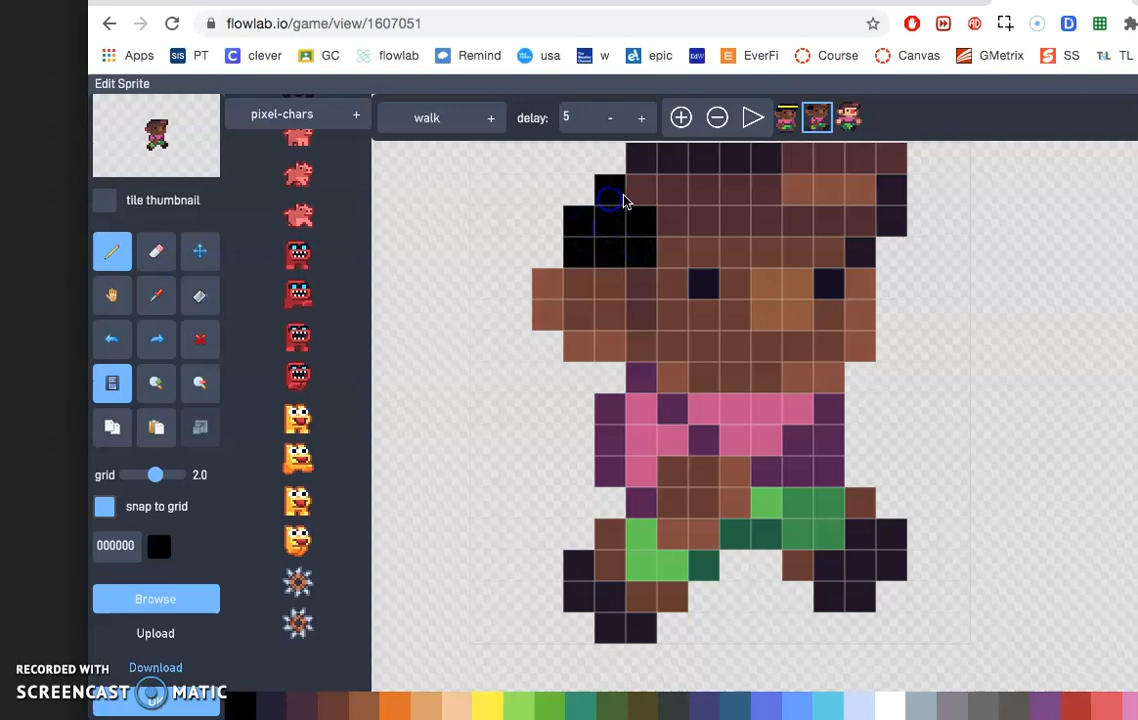 flowlab.io/game/view/1607051
Apps PT clever GC flowlab Remind usa w epic EverFi Course Canvas GMetrix SS TL
Edit Sprite
pixel-chars + walk + delay: 5 - +
tile thumbnail
grid 2.0
snap to grid
000000
Browse
Upload
Download
RECORDED WITH
SCREENCAST MATIC